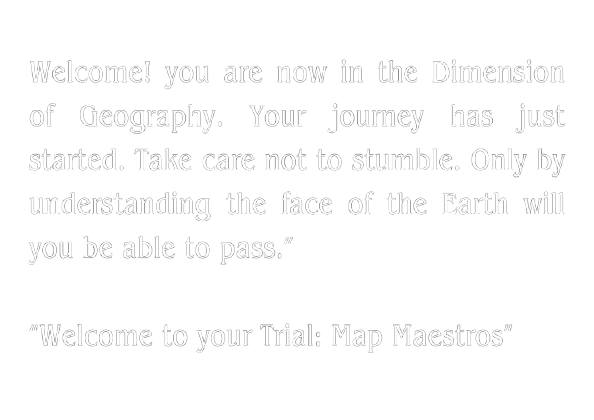 Welcome! you are now in the Dimension
of Geography. Your journey has just
started. Take care not to stumble. Only by
understanding the face of the Earth will
you be able to pass.”
“Welcome to your Trial: Map Maestros”